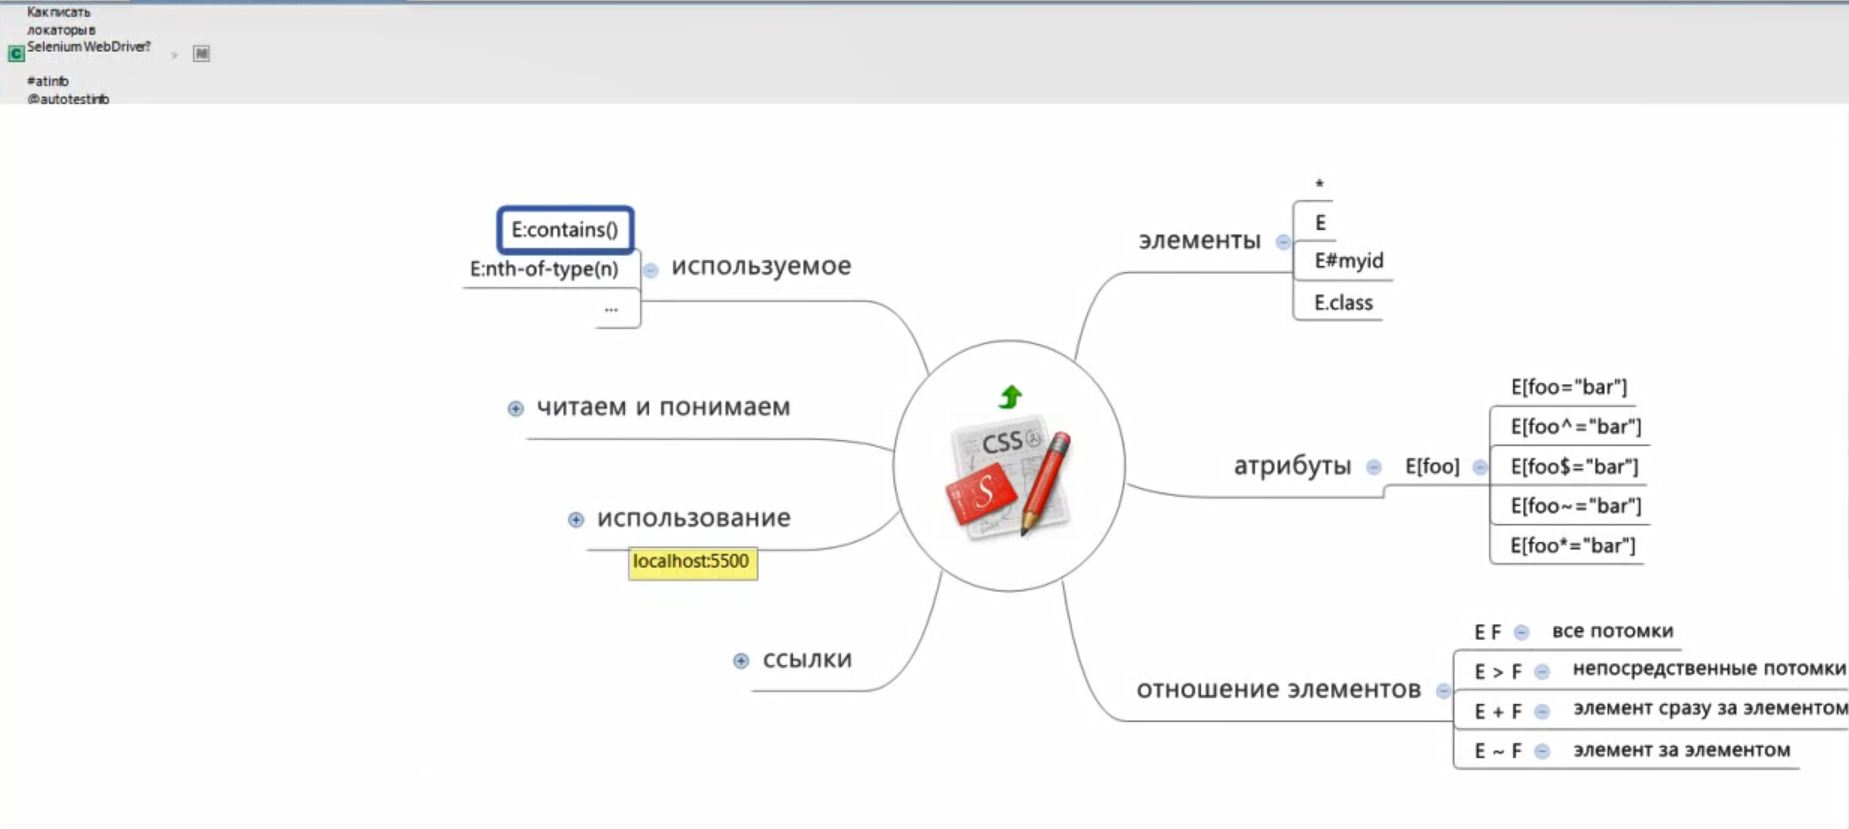 Как писать
локаторы в
Selenium WebDriver?
#atinfo
@autotestinfo
E:contains()
E:nth-of-type(n)
...
используемое
читаем и понимаем
использование
localhost:5500
ссылки
CSS
S
элементы
*
E
E#myid
E.class
атрибуты
E[foo]
E[foo="bar"]
E[foo^="bar"]
E[foo$="bar"]
E[foo~="bar"]
E[foo*="bar"]
отношение элементов
E F
все потомки
E > F
непосредственные потомки
E + F
элемент сразу за элементом
E ~ F
элемент за элементом